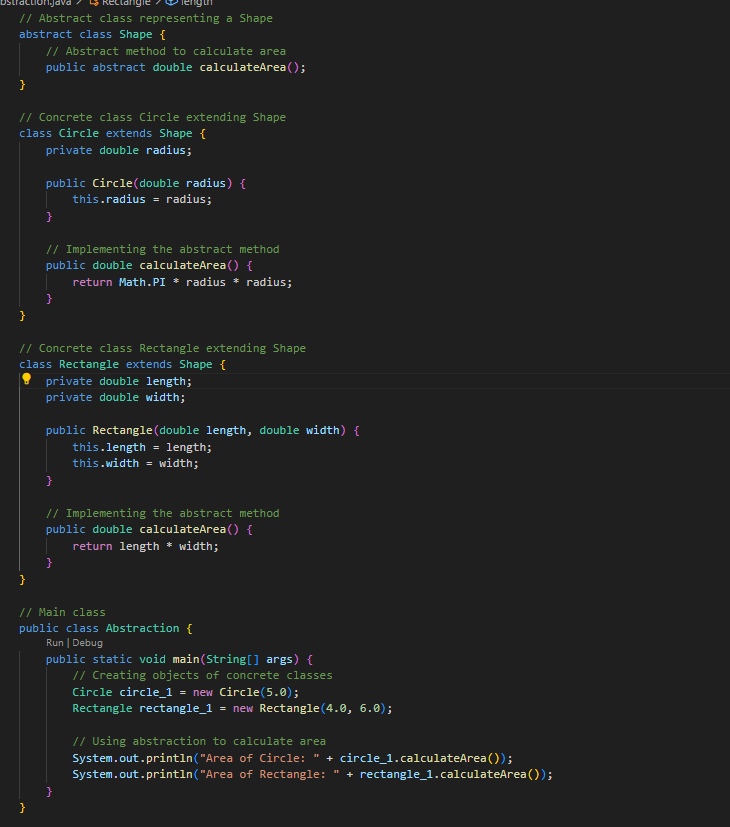 bstraction.java > Rectangle > length
// Abstract class representing a Shape
abstract class Shape {
    // Abstract method to calculate area
    public abstract double calculateArea();
}

// Concrete class Circle extending Shape
class Circle extends Shape {
    private double radius;

    public Circle(double radius) {
        this.radius = radius;
    }

    // Implementing the abstract method
    public double calculateArea() {
        return Math.PI * radius * radius;
    }
}

// Concrete class Rectangle extending Shape
class Rectangle extends Shape {
    private double length;
    private double width;

    public Rectangle(double length, double width) {
        this.length = length;
        this.width = width;
    }

    // Implementing the abstract method
    public double calculateArea() {
        return length * width;
    }
}

// Main class
public class Abstraction {
    Run | Debug
    public static void main(String[] args) {
        // Creating objects of concrete classes
        Circle circle_1 = new Circle(5.0);
        Rectangle rectangle_1 = new Rectangle(4.0, 6.0);

        // Using abstraction to calculate area
        System.out.println("Area of Circle: " + circle_1.calculateArea());
        System.out.println("Area of Rectangle: " + rectangle_1.calculateArea());
    }
}